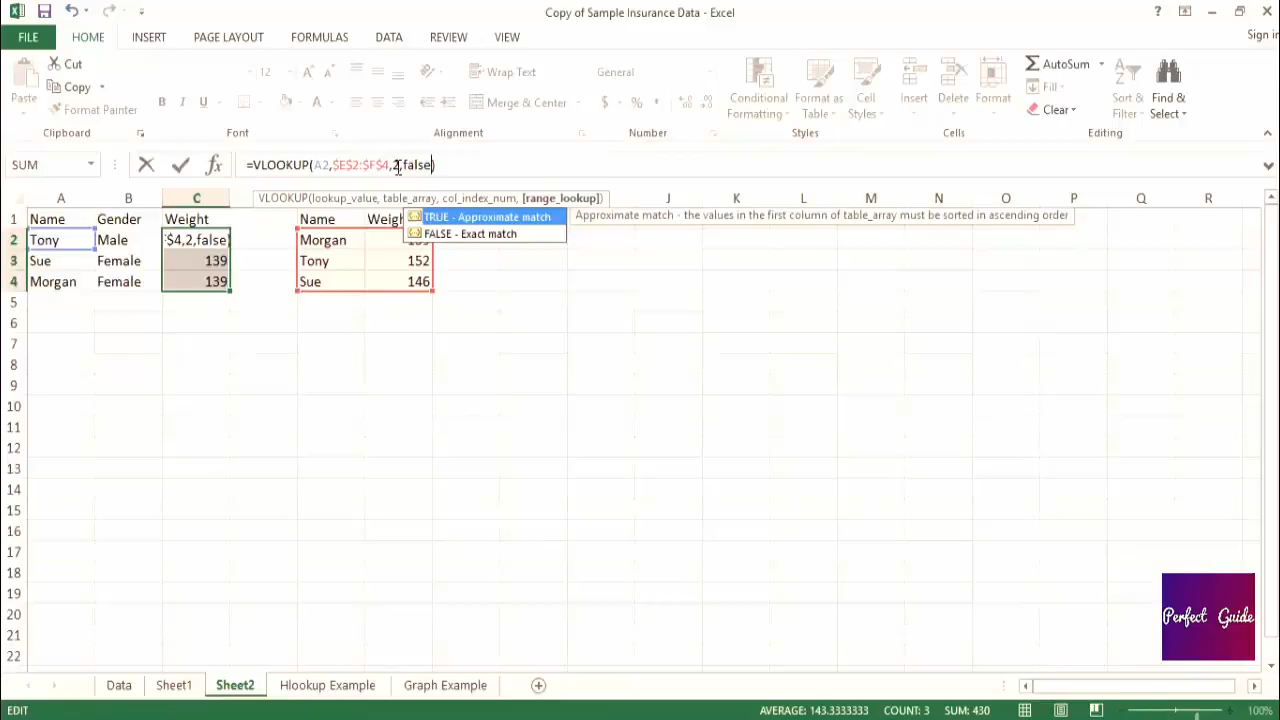 Copy of Sample Insurance Data - Excel
? Sign in
FILE HOME INSERT PAGE LAYOUT FORMULAS DATA REVIEW VIEW
Paste Cut Copy Format Painter
12 A A Wrap Text General AutoSum
B I U A Merge & Center $ % Fill Clear
Conditional Formatting Format as Table Cell Styles Insert Delete Format Sort & Filter Find & Select
Clipboard Font Alignment Number Styles Cells
SUM fx =VLOOKUP(A2,$E$2:$F$4,2,false)
VLOOKUP(lookup_value, table_array, col_index_num, [range_lookup])
A B C J K L M N O P Q R
TRUE - Approximate match
FALSE - Exact match
Approximate match - the values in the first column of table_array must be sorted in ascending order
1 Name Gender Weight Name Weigh
2 Tony Male $4,2,false) Morgan
3 Sue Female 139 Tony 152
4 Morgan Female 139 Sue 146
5
6
7
8
9
10
11
12
13
14
15
16
17
18
19
20
21
22
Perfect Guide
Data Sheet1 Sheet2 Hlookup Example Graph Example
EDIT AVERAGE: 143.3333333 COUNT: 3 SUM: 430 100%